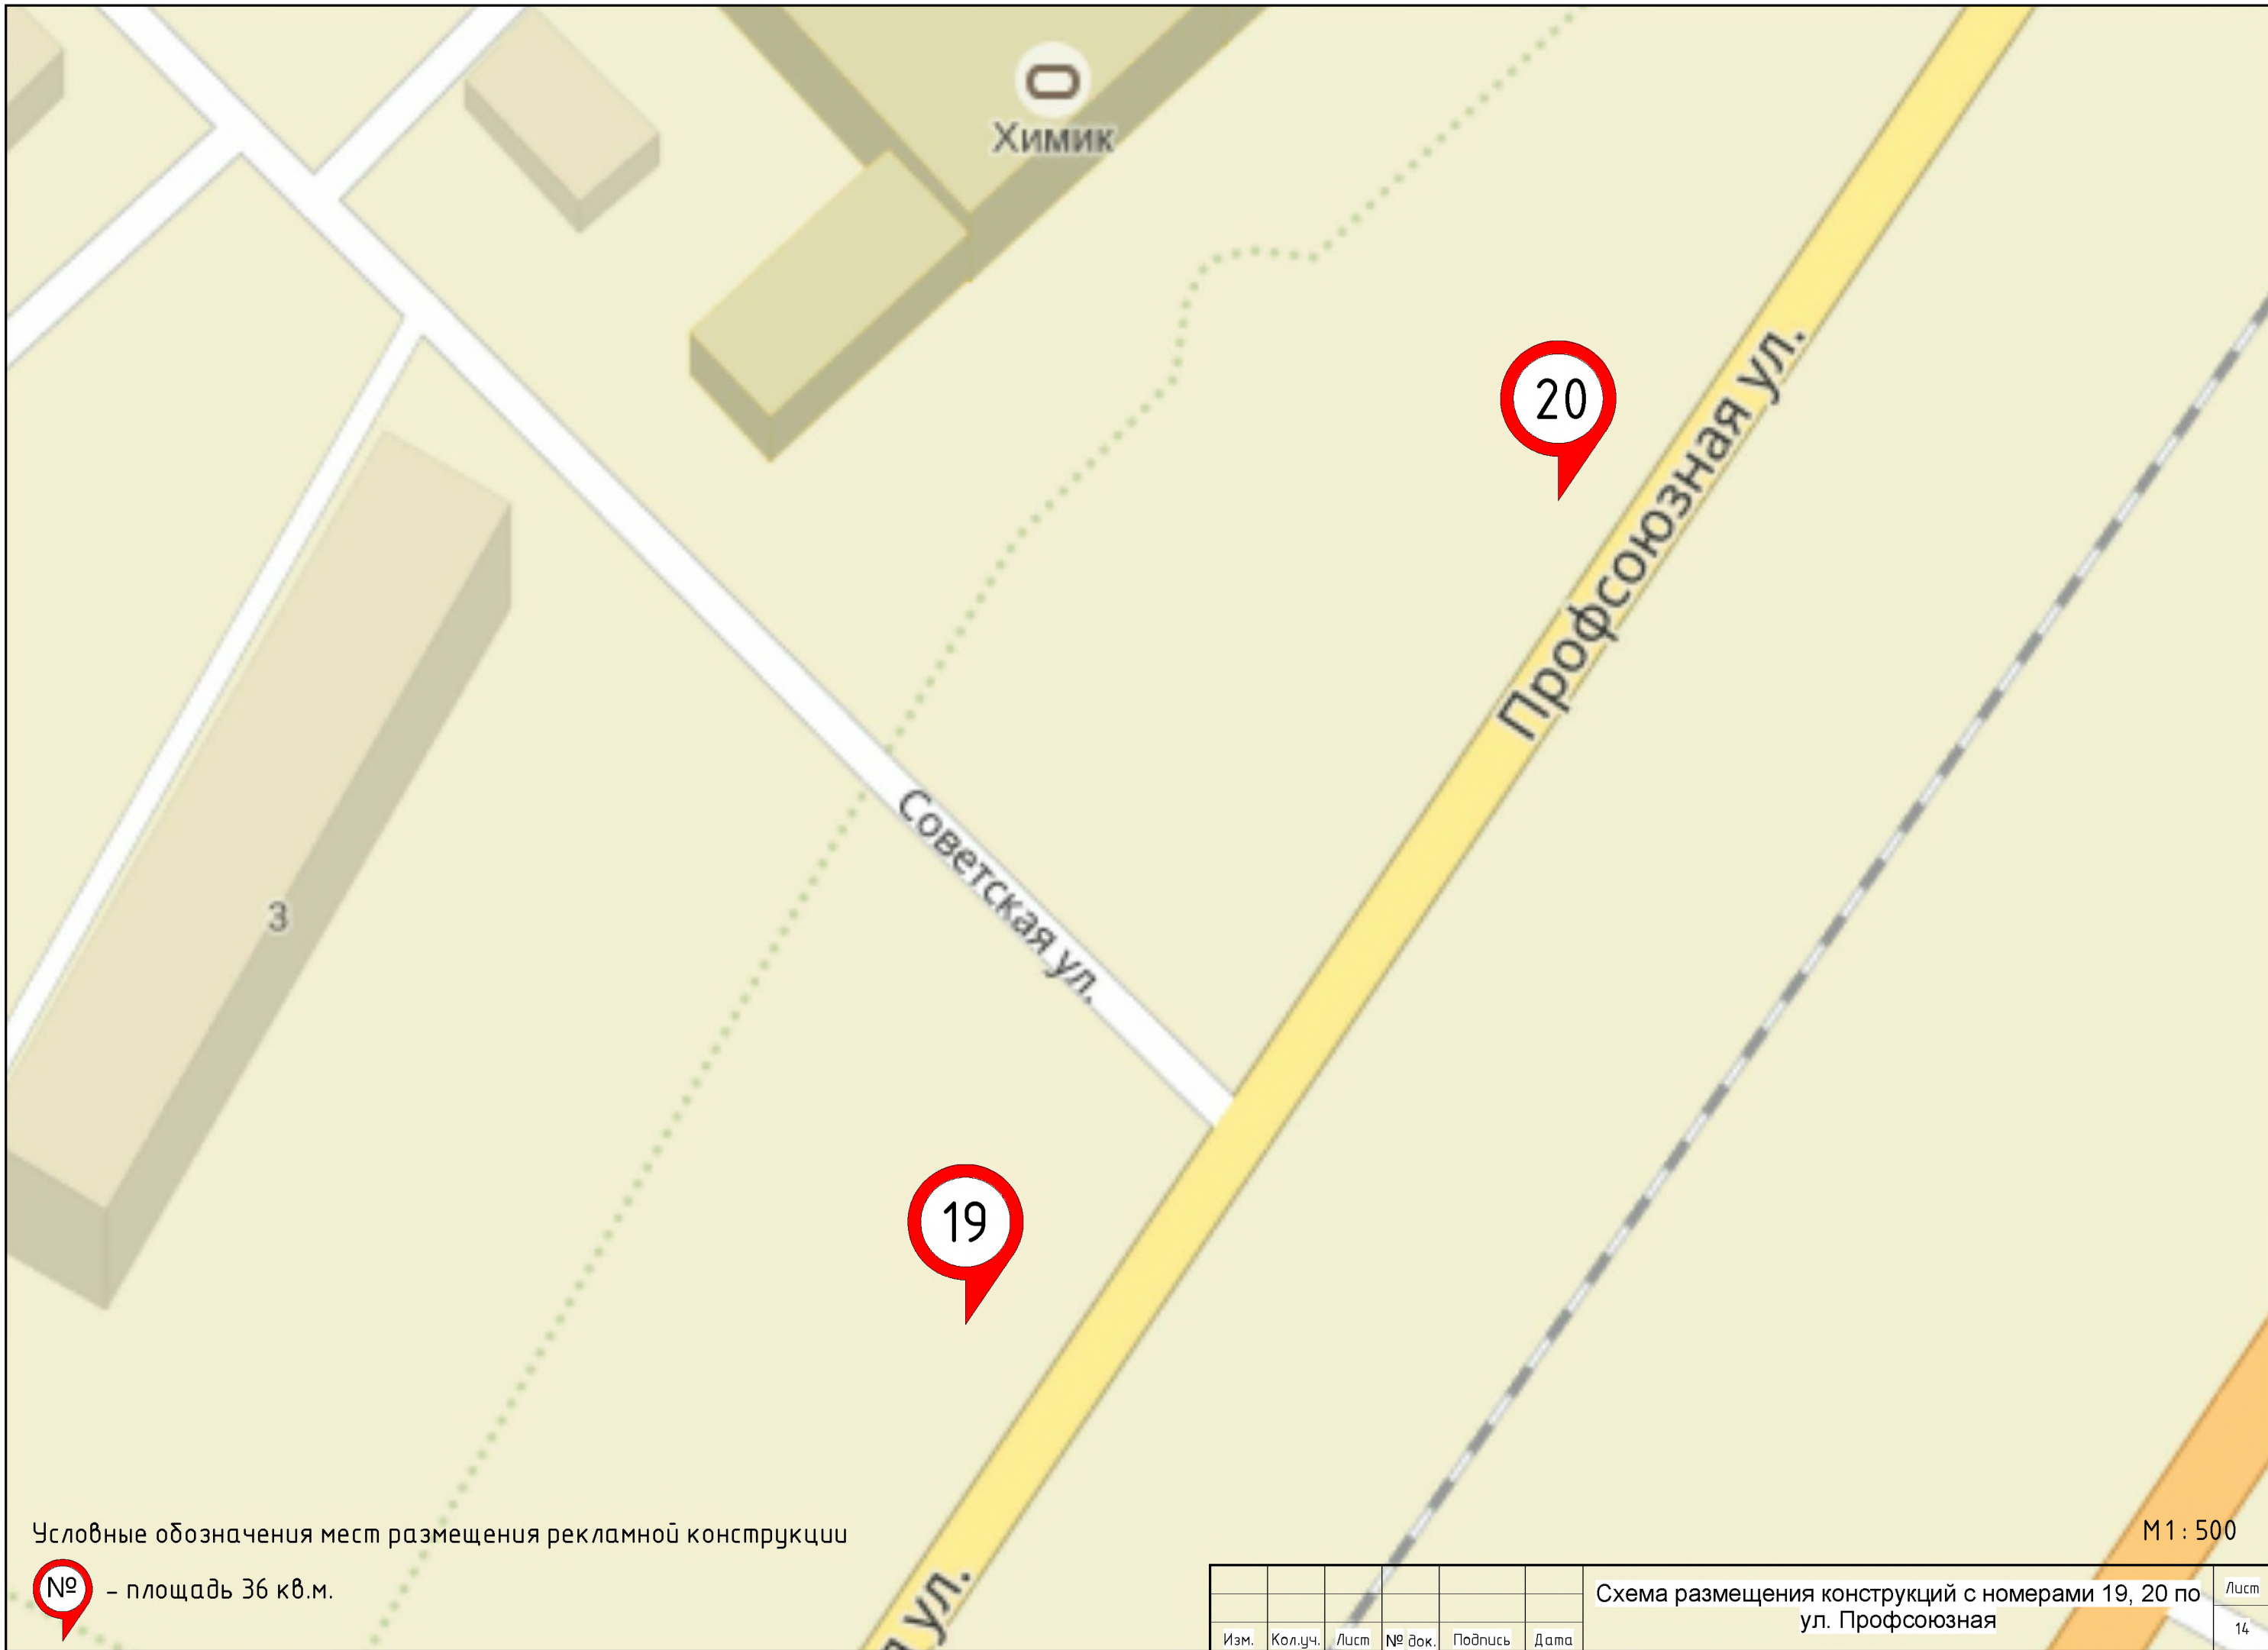 Химик
20
Профсоюзная ул.
Советская ул.
3
19
Условные обозначения мест размещения рекламной конструкции
№ - площадь 36 кв.м.
М1:500
ул.
Схема размещения конструкций с номерами 19, 20 по
ул. Профсоюзная
Лист
14
Изм. Кол.уч. Лист № док. Подпись Дата